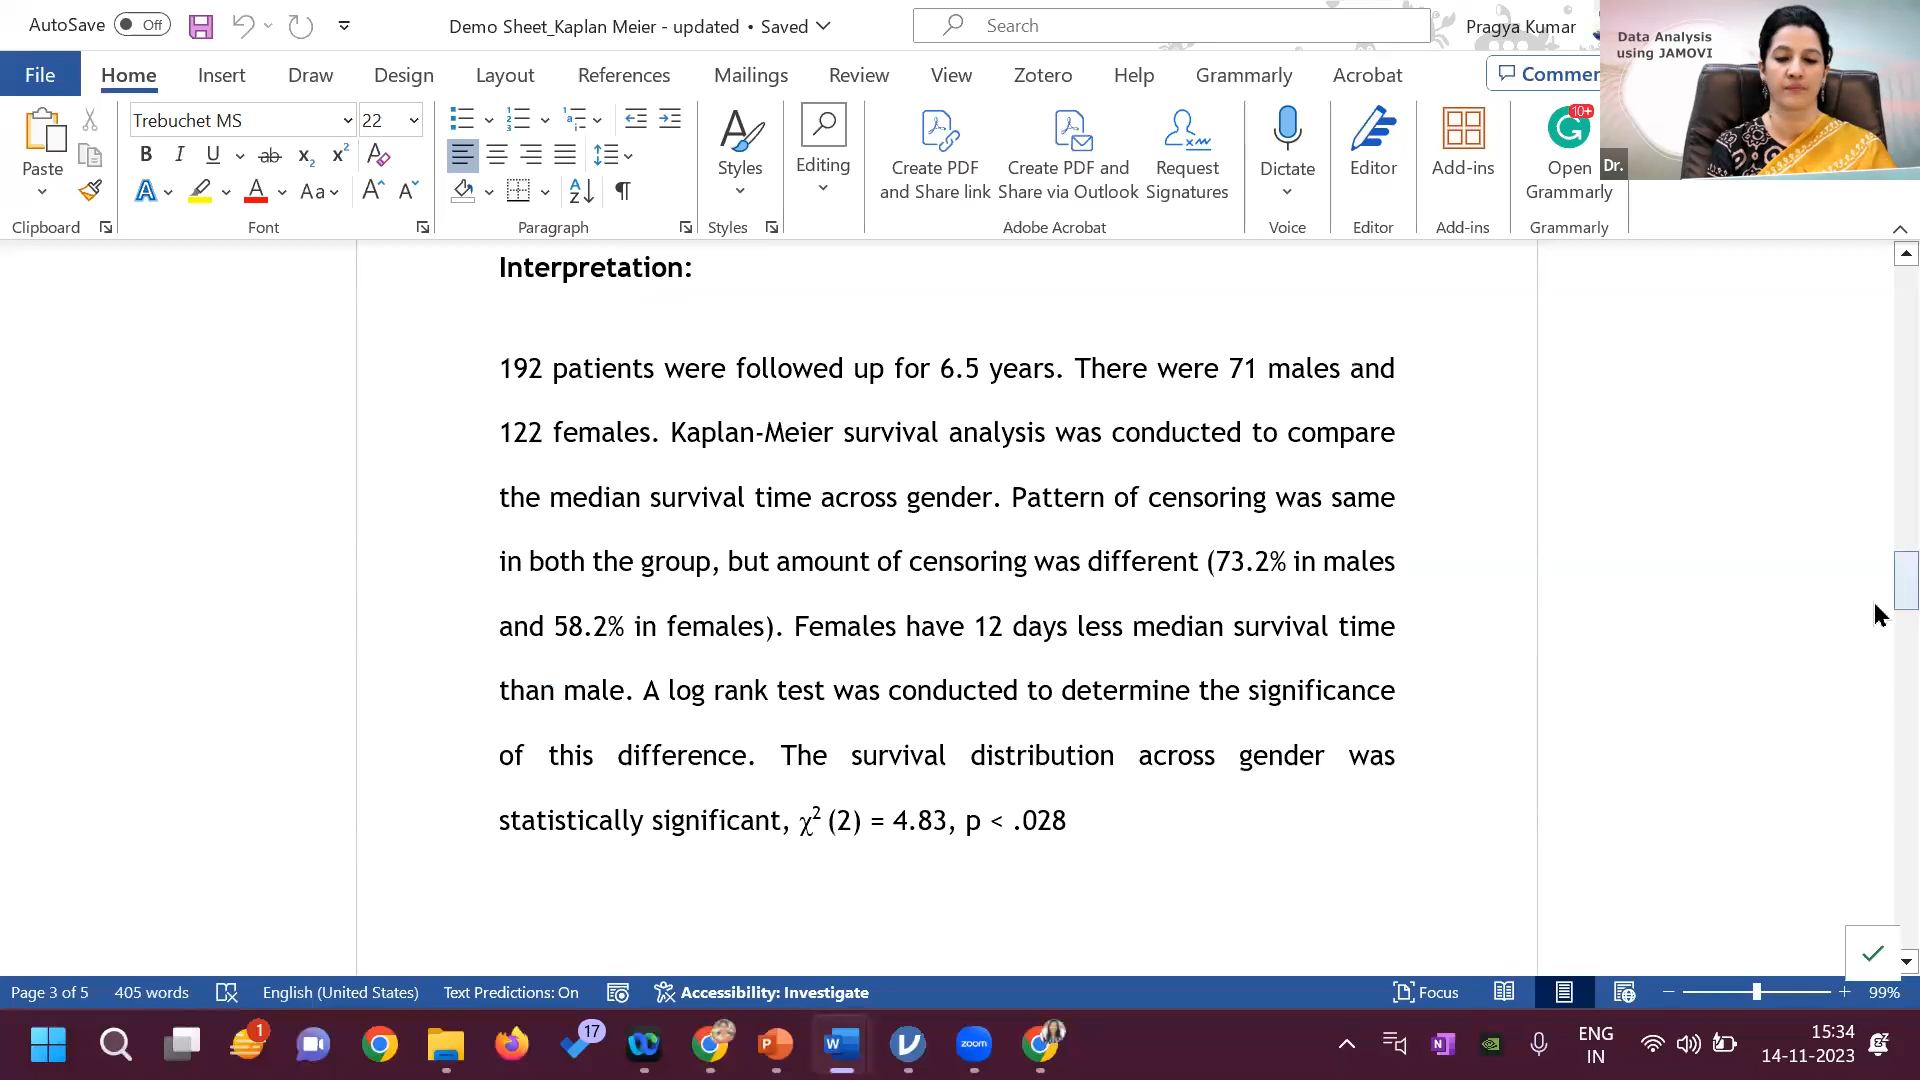 AutoSave Off
Demo Sheet_Kaplan Meier - updated • Saved
Search
Pragya Kumar
Data Analysis
using JAMOVI
Dr.
File Home Insert Draw Design Layout References Mailings Review View Zotero Help Grammarly Acrobat
Paste
Clipboard
Trebuchet MS 22
B I U ab x₂ x²
A A Aa A A
Font
Paragraph
Styles
Styles
Editing
Create PDF
and Share link
Create PDF and
Share via Outlook
Request
Signatures
Adobe Acrobat
Dictate
Voice
Editor
Editor
Add-ins
Add-ins
10+
Open
Grammarly
Grammarly
Interpretation:
192 patients were followed up for 6.5 years. There were 71 males and
122 females. Kaplan-Meier survival analysis was conducted to compare
the median survival time across gender. Pattern of censoring was same
in both the group, but amount of censoring was different (73.2% in males
and 58.2% in females). Females have 12 days less median survival time
than male. A log rank test was conducted to determine the significance
of this difference. The survival distribution across gender was
statistically significant, χ² (2) = 4.83, p < .028
Page 3 of 5 405 words English (United States) Text Predictions: On Accessibility: Investigate Focus 99%
1
17
zoom
ENG
IN
15:34
14-11-2023